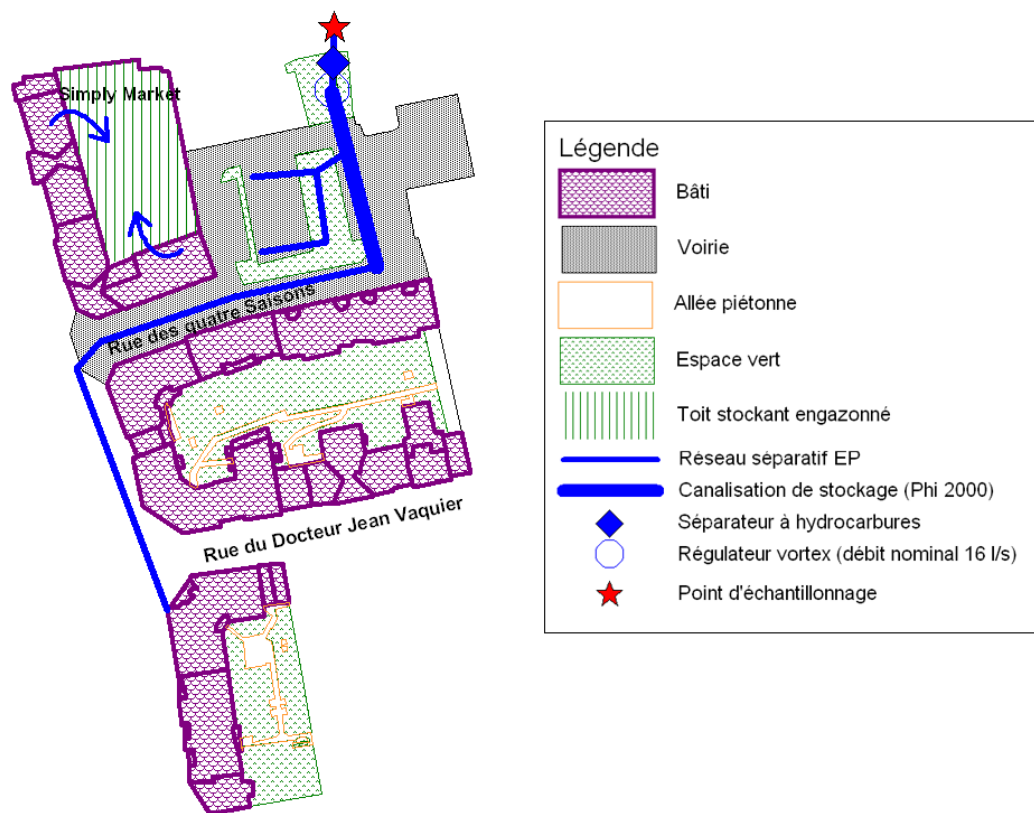 Simply Market
Rue des quatre Saisons
Rue du Docteur Jean Vaquier
Légende
Bâti
Voirie
Allée piétonne
Espace vert
Toit stockant engazonné
Réseau séparatif EP
Canalisation de stockage (Phi 2000)
Séparateur à hydrocarbures
Régulateur vortex (débit nominal 16 l/s)
Point d'échantillonnage